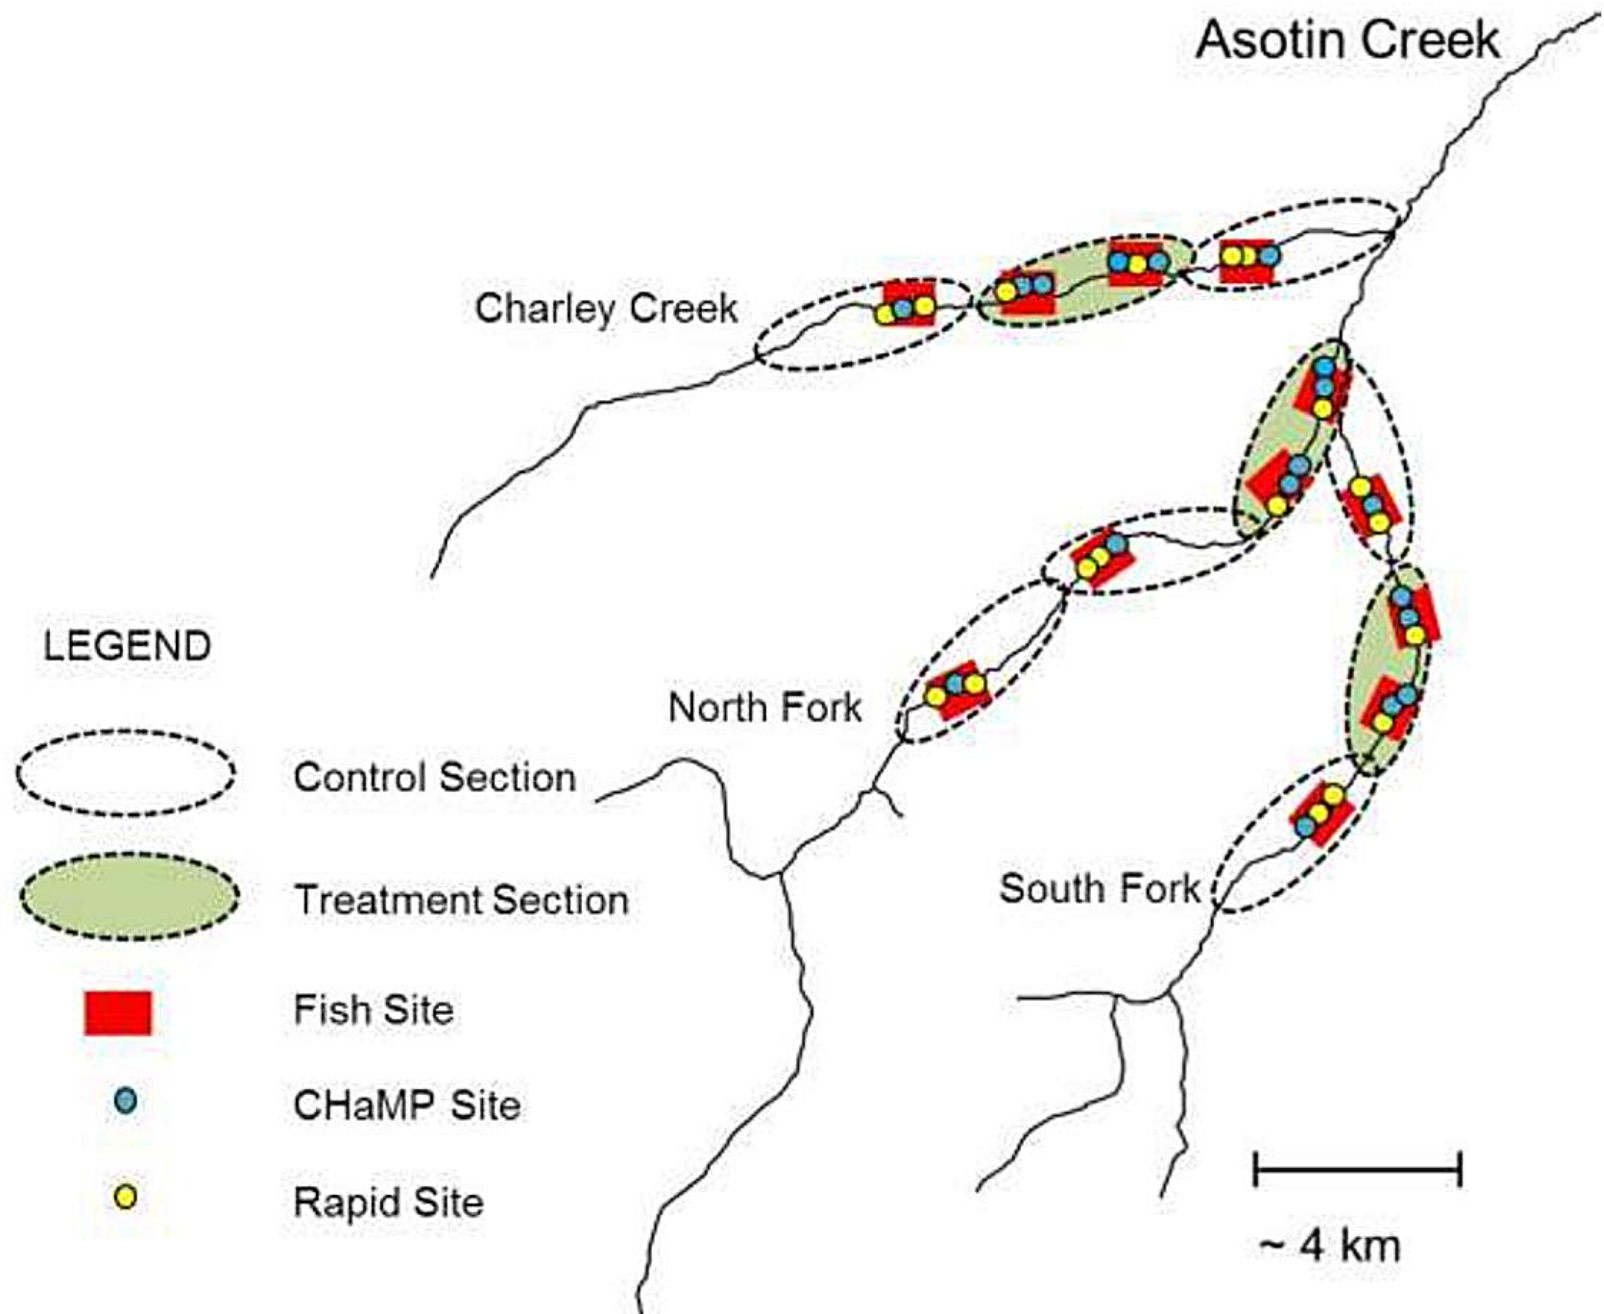 Asotin Creek
Charley Creek
LEGEND
North Fork
Control Section
South Fork
Treatment Section
Fish Site
CHaMP Site
Rapid Site
~ 4 km